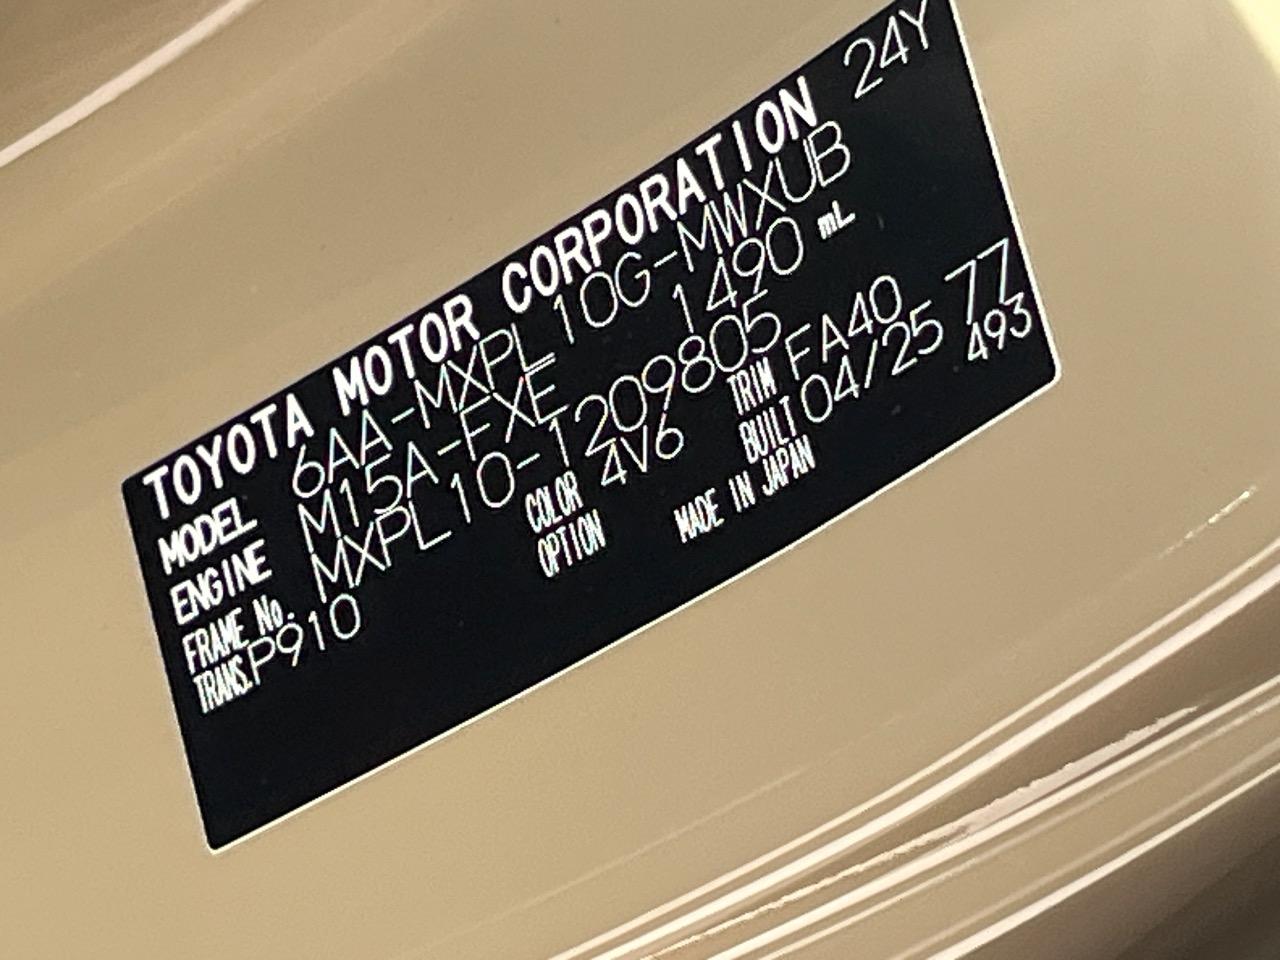 TOYOTA MOTOR CORPORATION 24Y
MODEL 6AA-MXPL10G-MWXUB
ENGINE M15A-FXE 1490 mL
FRAME No. MXPL10-1209805
TRANS. P910 COLOR 4V6 TRIM FA40 77
OPTION BUILT 04/25 493
MADE IN JAPAN